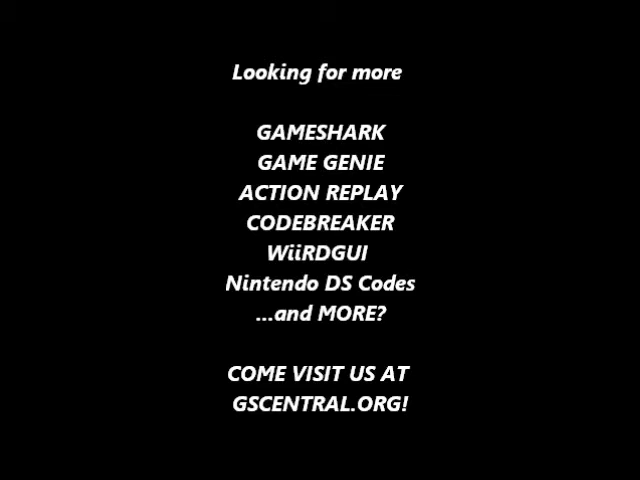 Looking for more
GAMESHARK
GAME GENIE
ACTION REPLAY
CODEBREAKER
WiiRDGUI
Nintendo DS Codes
...and MORE?
COME VISIT US AT
GSCENTRAL.ORG!